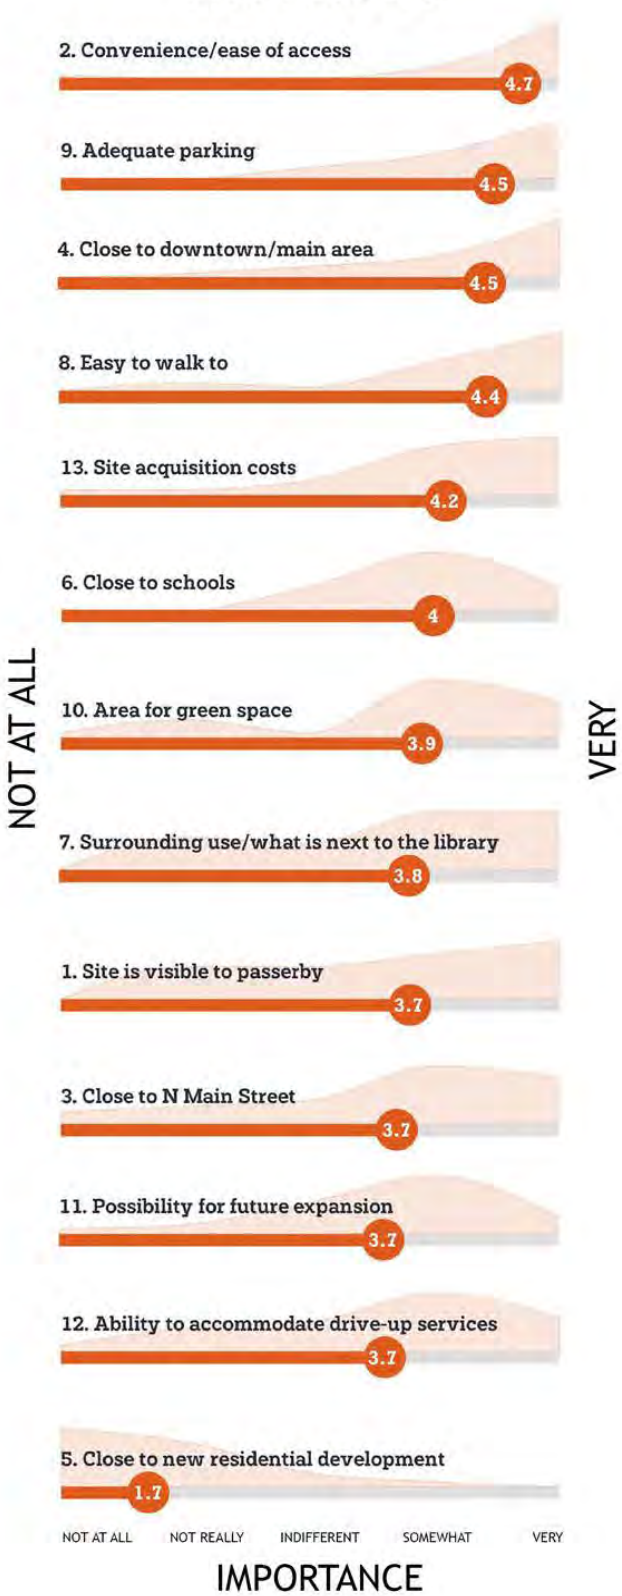 2. Convenience/ease of access
4.7
9. Adequate parking
4.5
4. Close to downtown/main area
4.5
8. Easy to walk to
4.4
13. Site acquisition costs
4.2
6. Close to schools
4
10. Area for green space
3.9
7. Surrounding use/what is next to the library
3.8
1. Site is visible to passerby
3.7
3. Close to N Main Street
3.7
11. Possibility for future expansion
3.7
12. Ability to accommodate drive-up services
3.7
5. Close to new residential development
1.7
NOT AT ALL
VERY
NOT AT ALL NOT REALLY INDIFFERENT SOMEWHAT VERY
IMPORTANCE